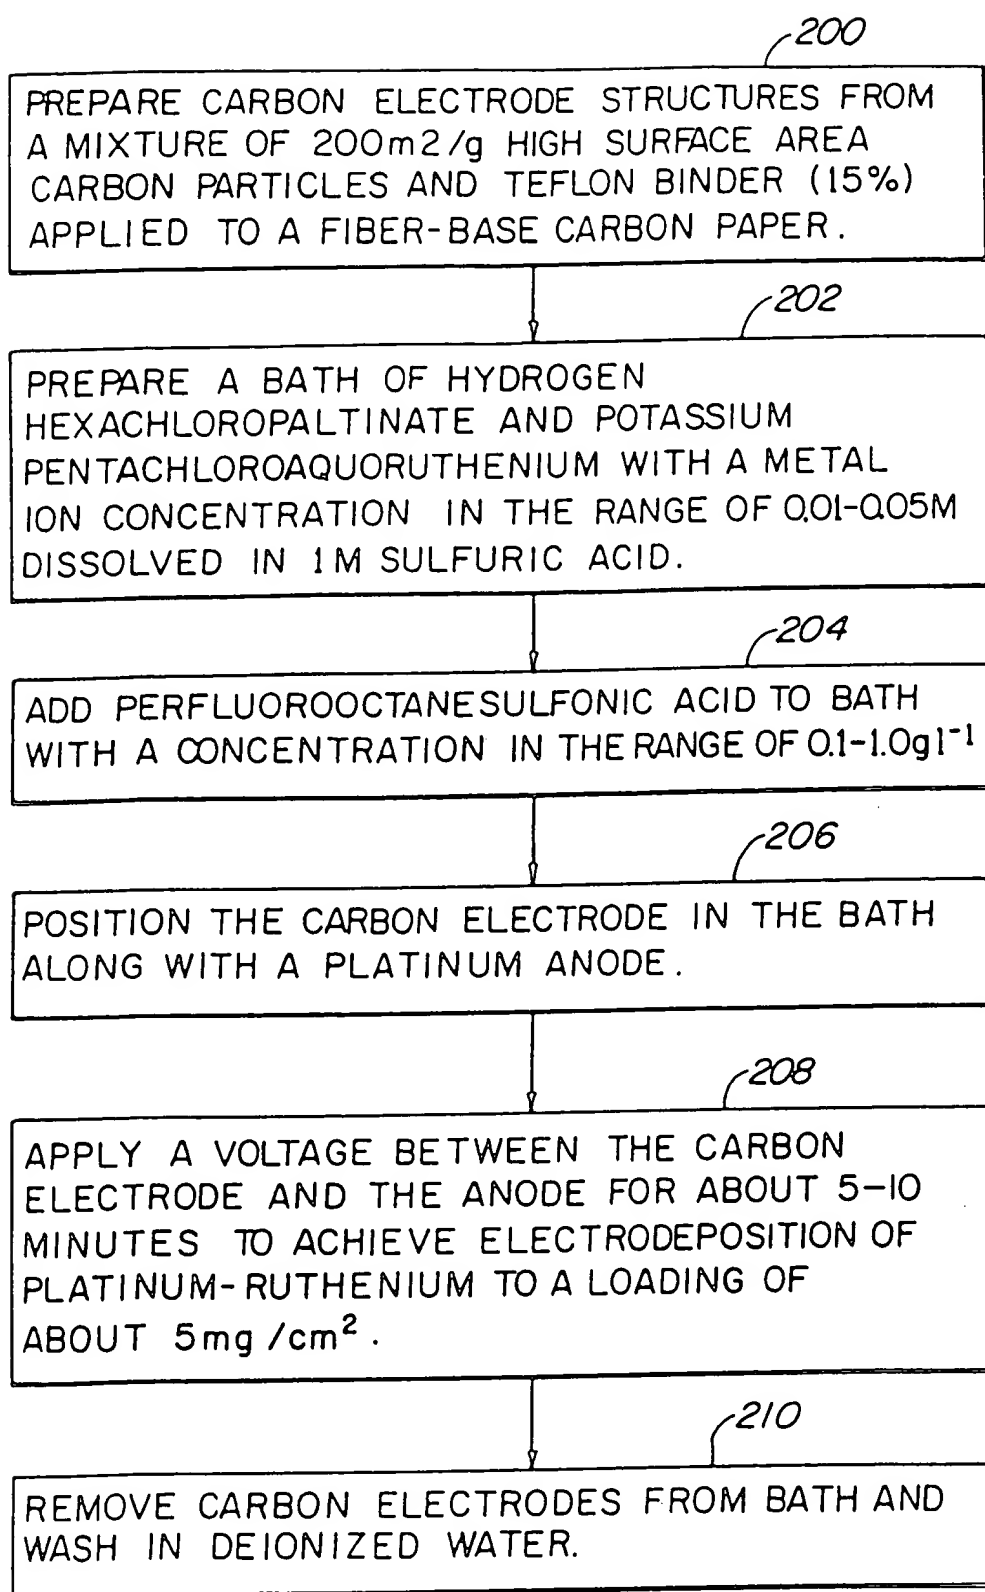 200
PREPARE CARBON ELECTRODE STRUCTURES FROM
A MIXTURE OF 200m2/g HIGH SURFACE AREA
CARBON PARTICLES AND TEFLON BINDER (15%)
APPLIED TO A FIBER-BASE CARBON PAPER.
202
PREPARE A BATH OF HYDROGEN
HEXACHLOROPALTINATE AND POTASSIUM
PENTACHLOROAQUORUTHENIUM WITH A METAL
ION CONCENTRATION IN THE RANGE OF 0.01-0.05M
DISSOLVED IN 1M SULFURIC ACID.
204
ADD PERFLUOROOCTANESULFONIC ACID TO BATH
WITH A CONCENTRATION IN THE RANGE OF 0.1-1.0gl⁻¹
206
POSITION THE CARBON ELECTRODE IN THE BATH
ALONG WITH A PLATINUM ANODE.
208
APPLY A VOLTAGE BETWEEN THE CARBON
ELECTRODE AND THE ANODE FOR ABOUT 5-10
MINUTES TO ACHIEVE ELECTRODEPOSITION OF
PLATINUM-RUTHENIUM TO A LOADING OF
ABOUT 5mg/cm².
210
REMOVE CARBON ELECTRODES FROM BATH AND
WASH IN DEIONIZED WATER.